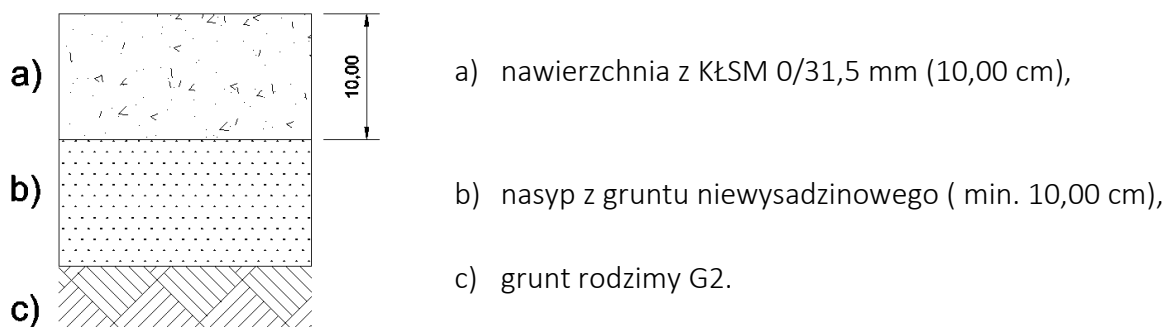 a)
10,00
a) nawierzchnia z KŁSM 0/31,5 mm (10,00 cm),
b)
b) nasyp z gruntu niewysadzinowego ( min. 10,00 cm),
c)
c) grunt rodzimy G2.